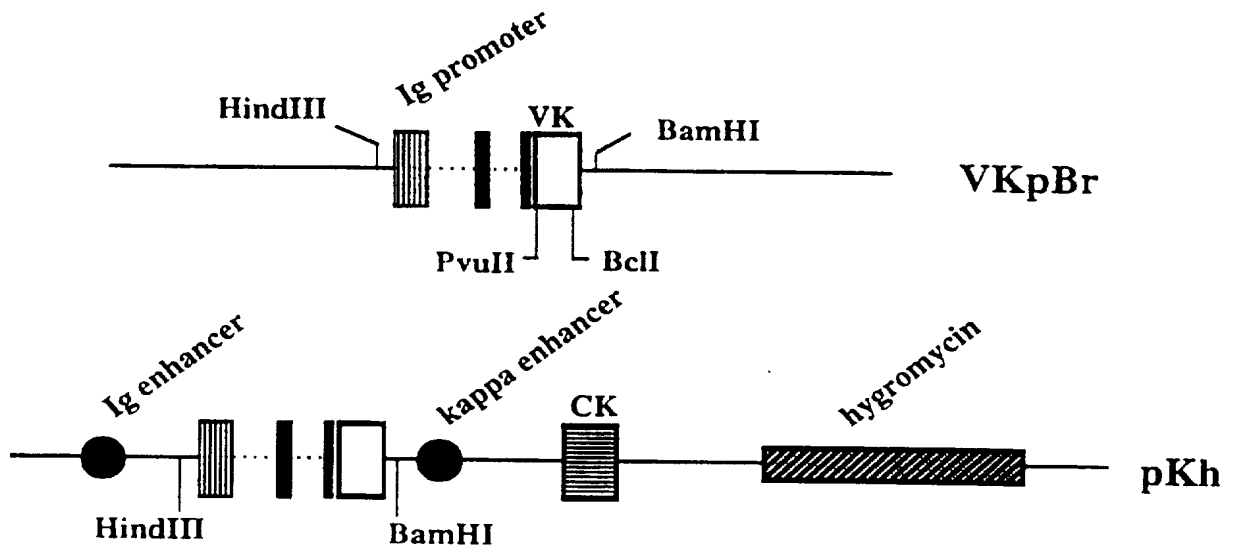 Ig promoter
HindIII
VK
BamHI
VKpBr
PvuII
BclI
Ig enhancer
kappa enhancer
CK
hygromycin
pKh
HindIII
BamHI